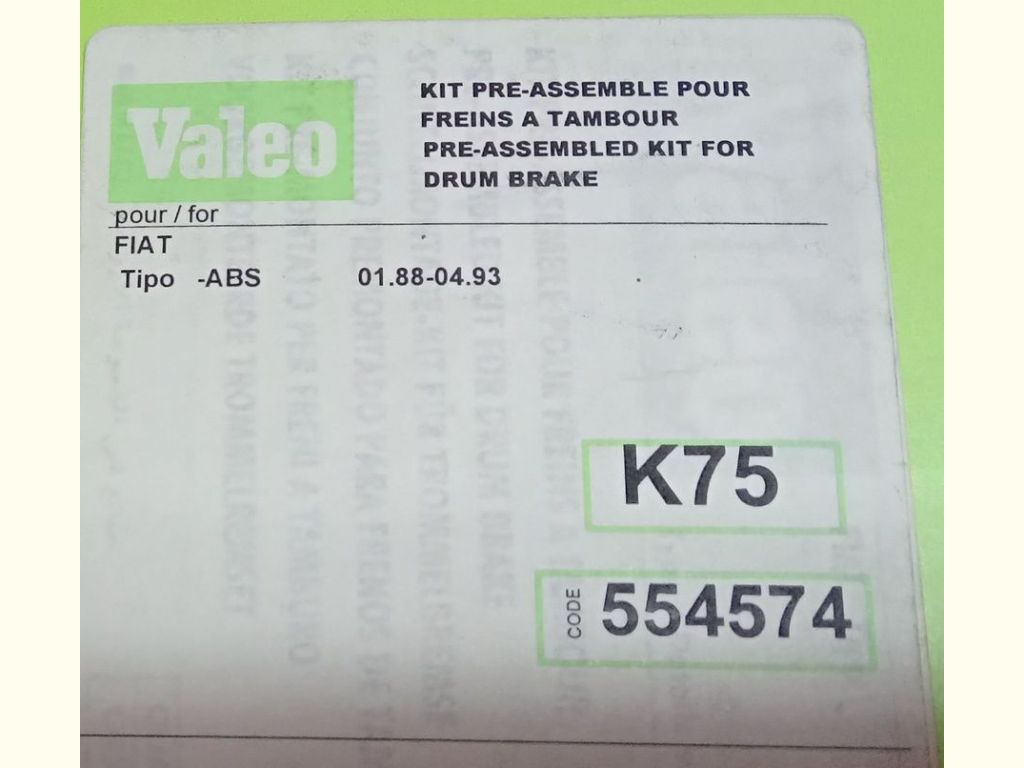 Valeo
KIT PRE-ASSEMBLE POUR
FREINS A TAMBOUR
PRE-ASSEMBLED KIT FOR
DRUM BRAKE
pour / for
FIAT
Tipo -ABS 01.88-04.93
K75
CODE 554574